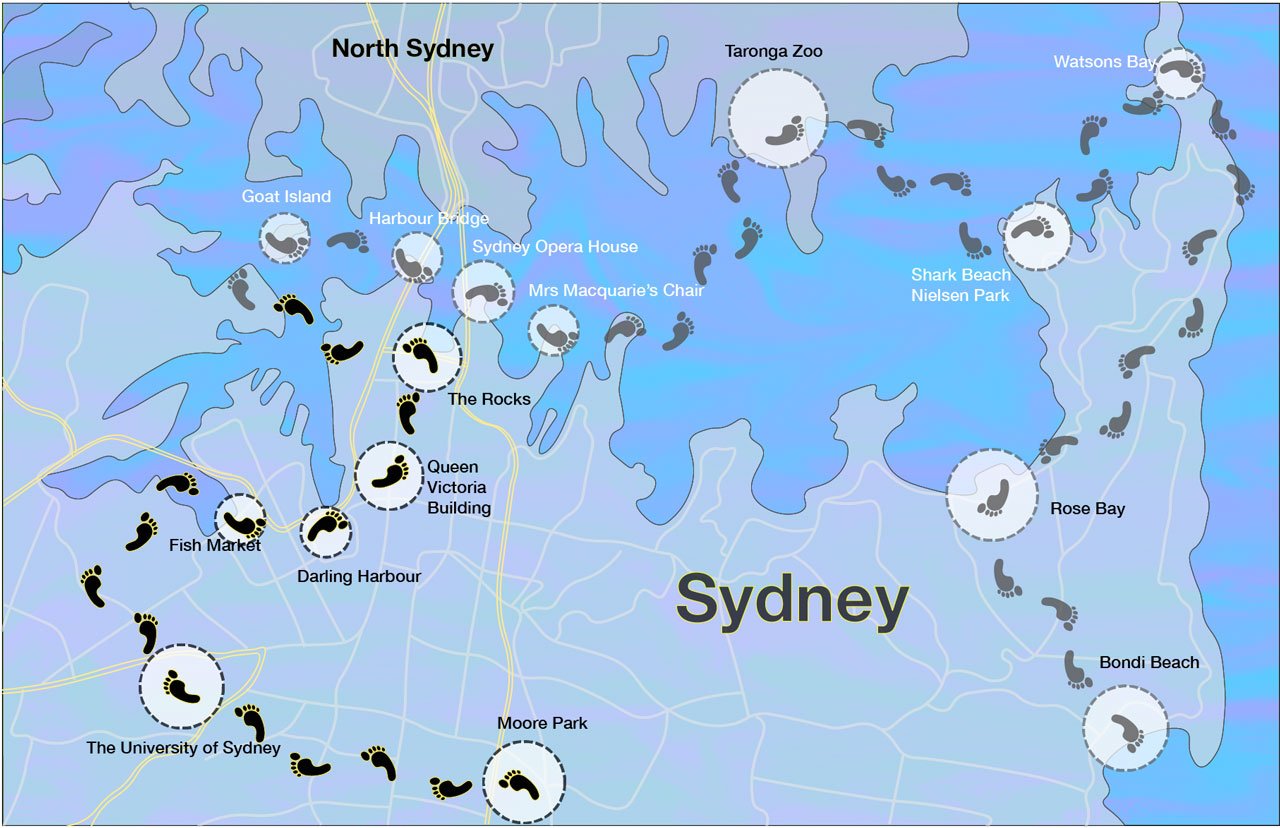 North Sydney
Taronga Zoo
Watsons Bay
Goat Island
Harbour Bridge
Sydney Opera House
Shark Beach
Nielsen Park
Mrs Macquarie's Chair
The Rocks
Queen
Victoria
Building
Rose Bay
Fish Market
Darling Harbour
Sydney
Bondi Beach
Moore Park
The University of Sydney